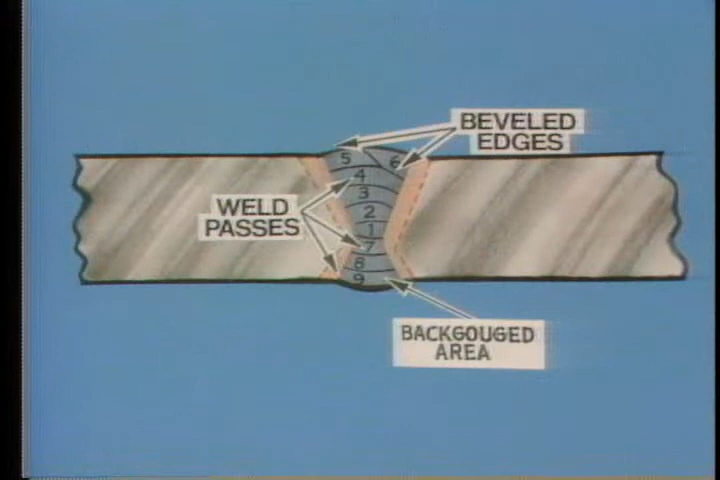 BEVELED
EDGES
5 6
4
3
2
1
7
8
9
WELD
PASSES
BACKGOUGED
AREA